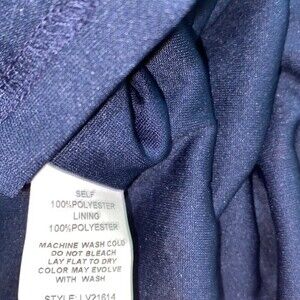 SELF
100%POLYESTER
LINING
100%POLYESTER
MACHINE WASH COLD
DO NOT BLEACH
LAY FLAT TO DRY
COLOR MAY EVOLVE
WITH WASH
STYLE: LV21614